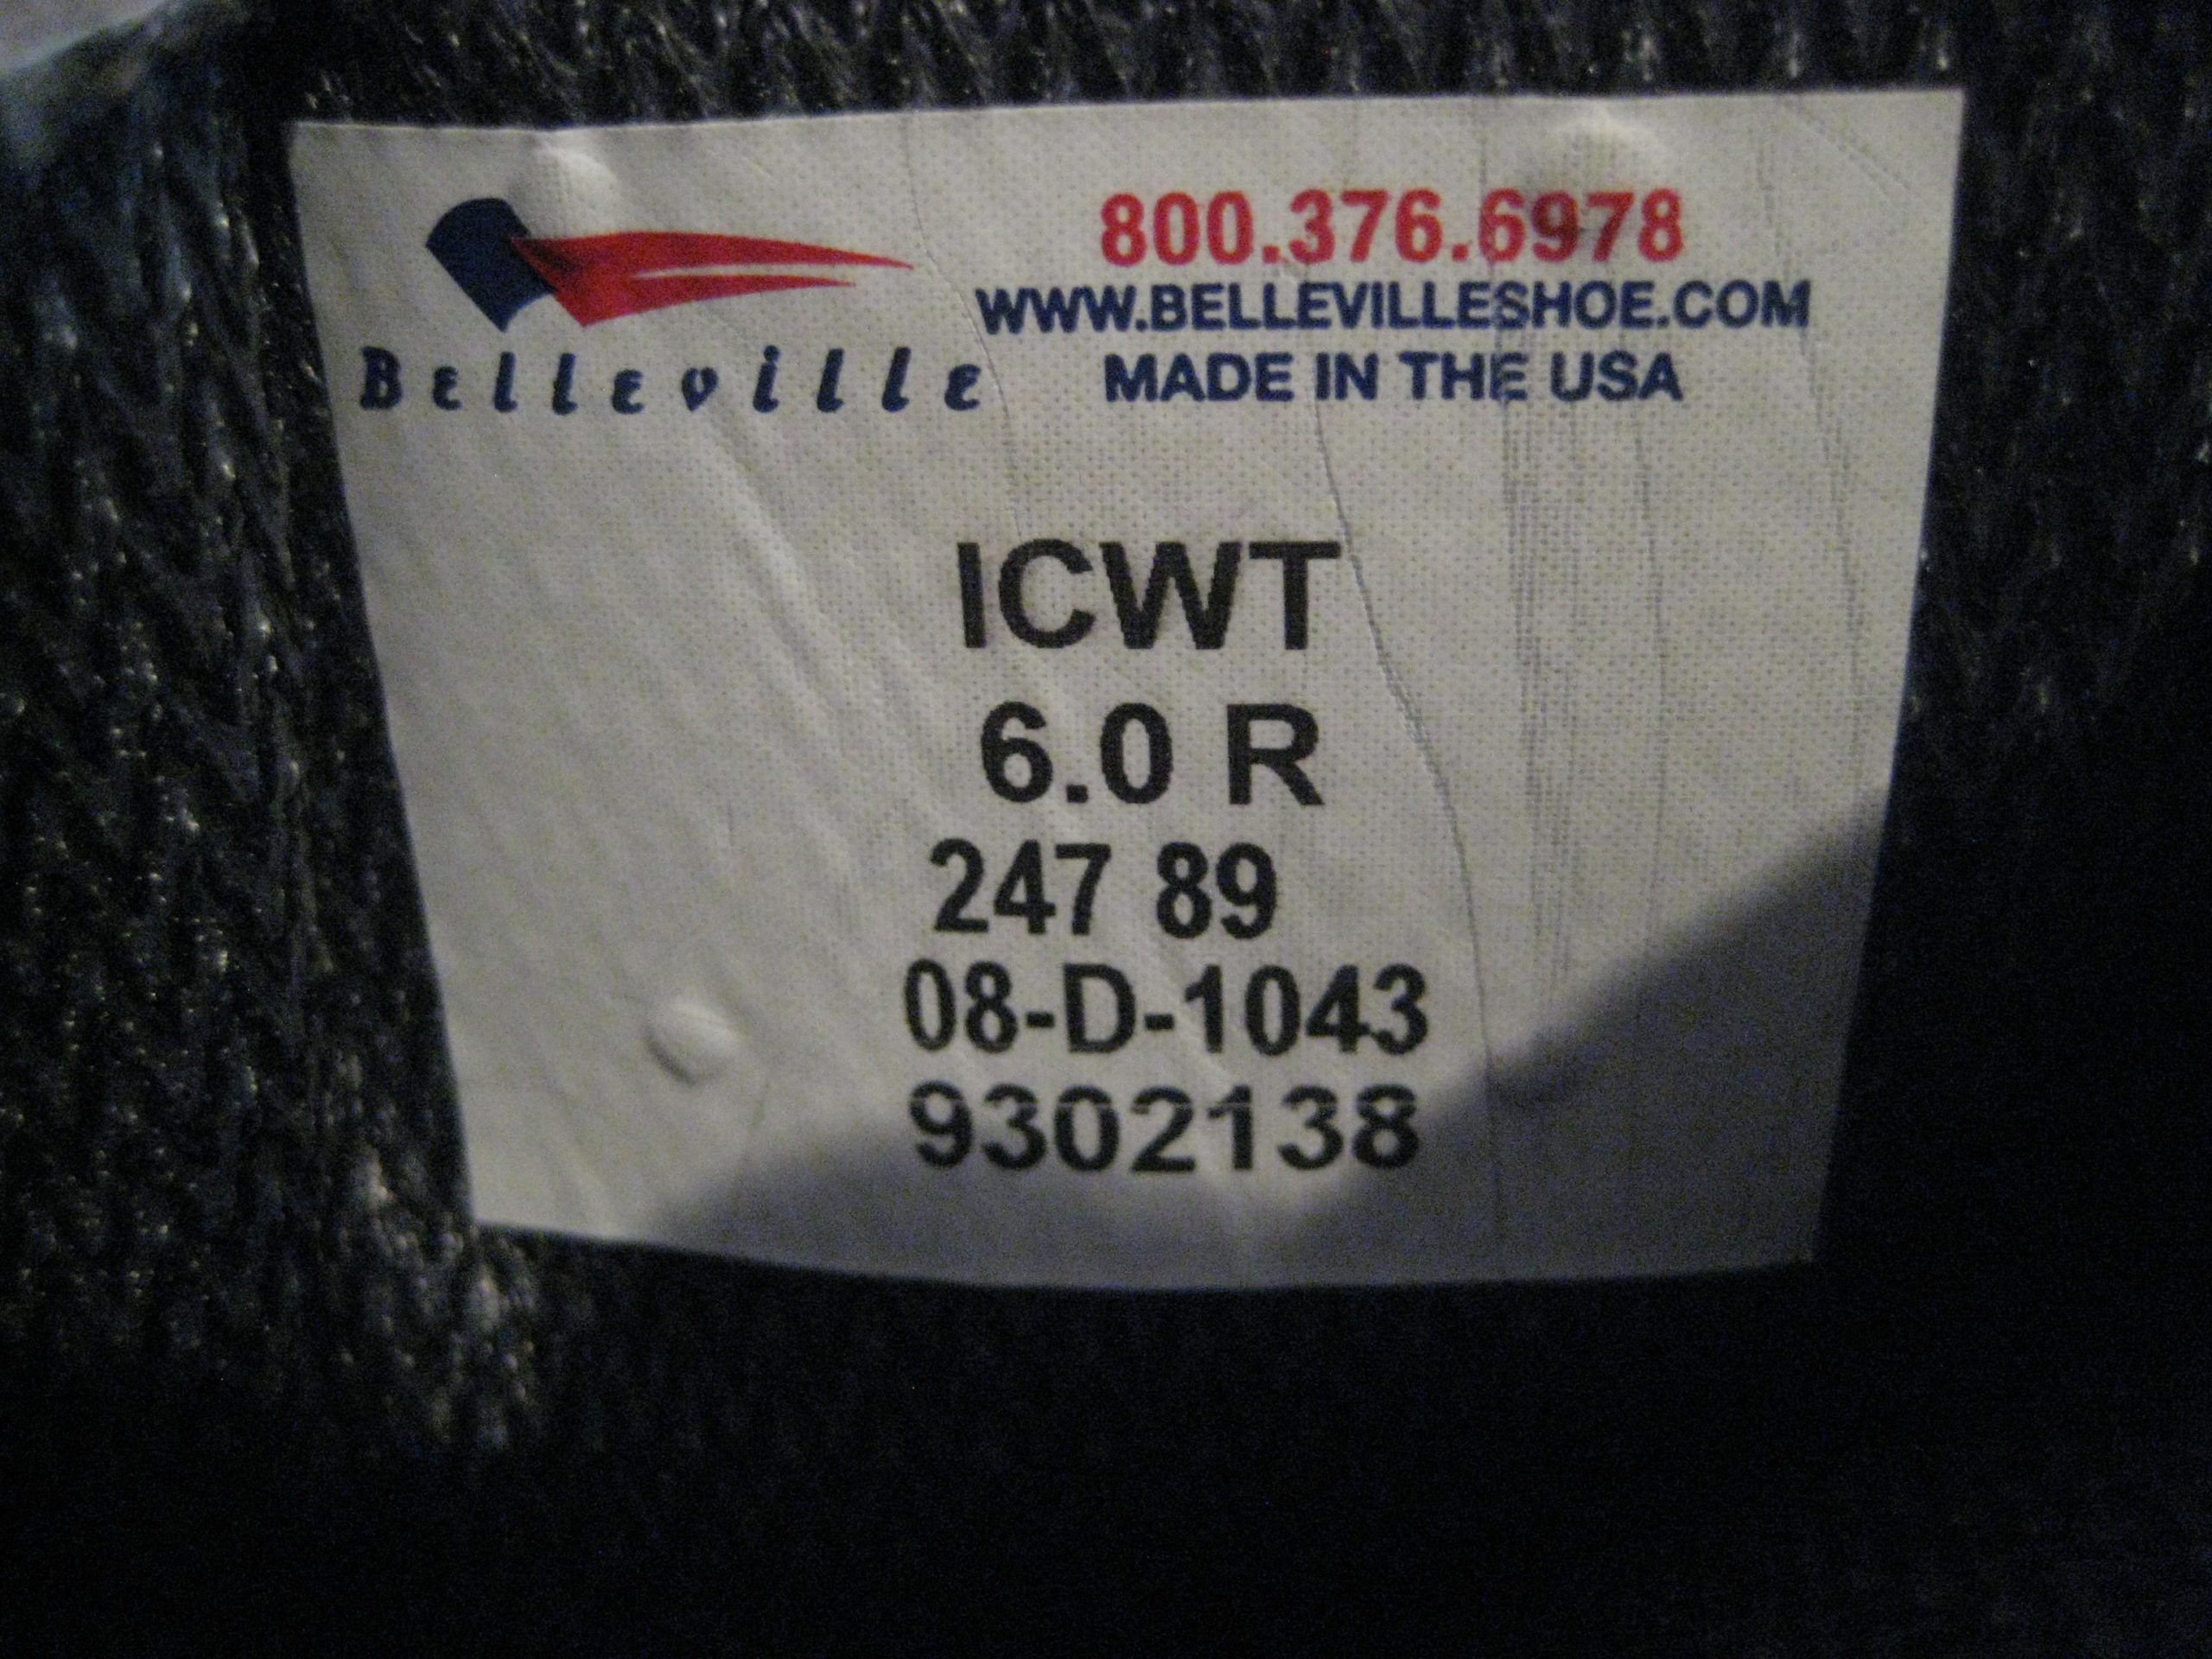 Belleville
800.376.6978
WWW.BELLEVILLESHOE.COM
MADE IN THE USA
ICWT
6.0 R
247 89
08-D-1043
9302138